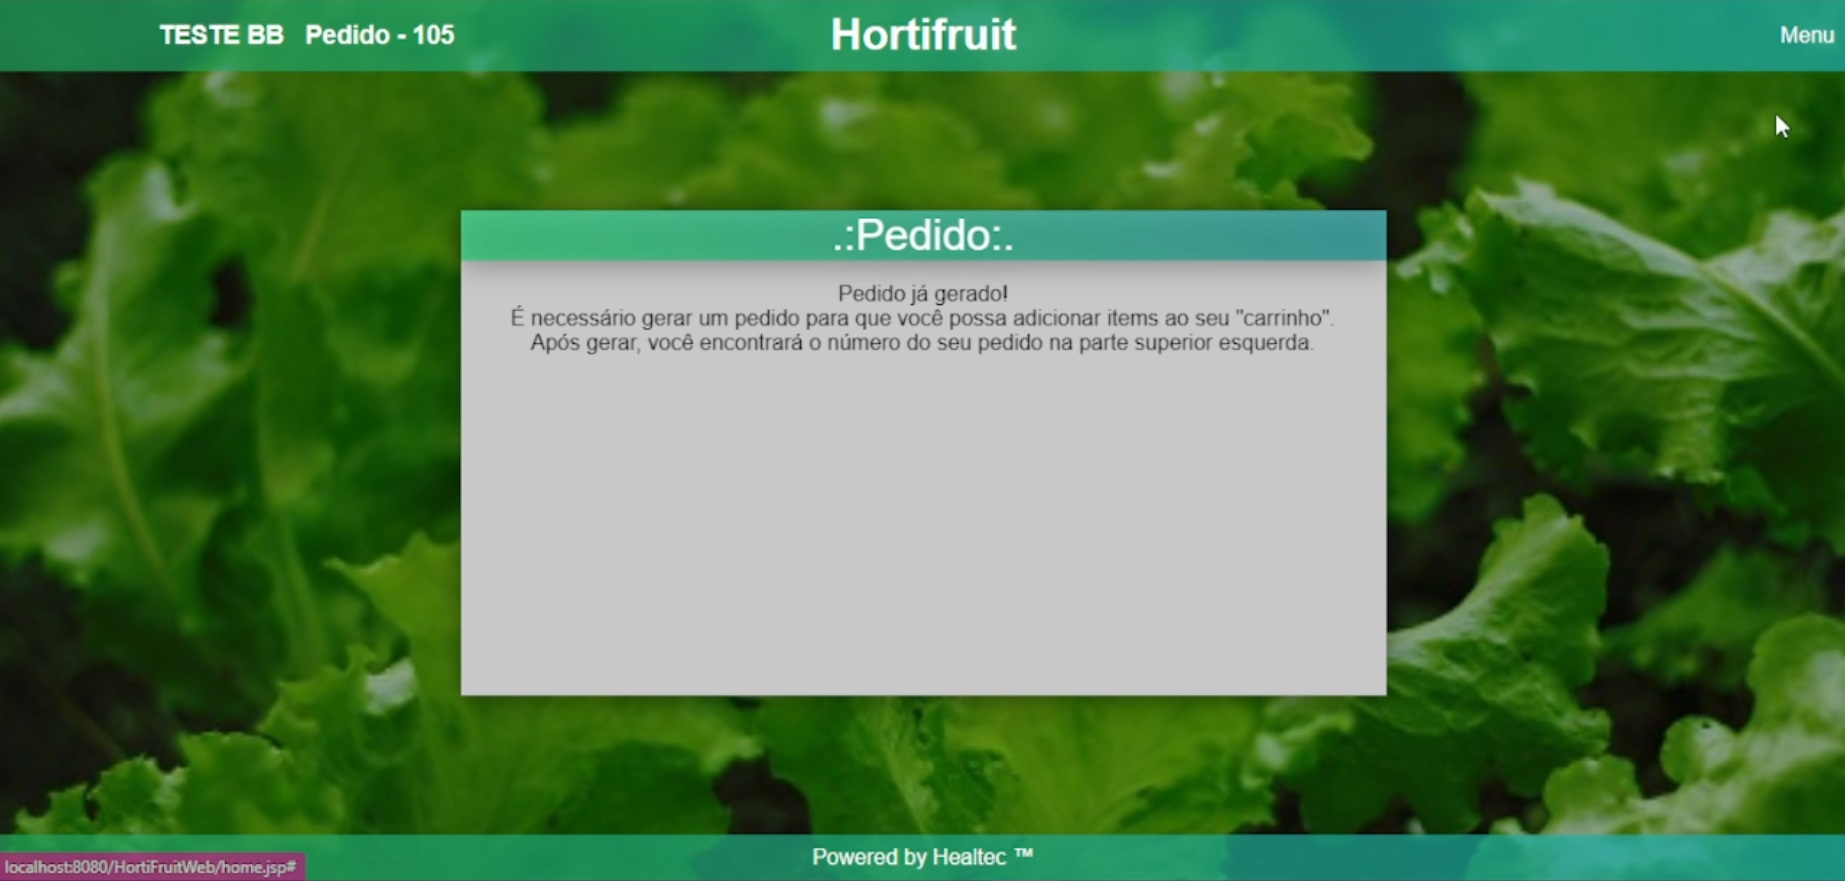 TESTE BB Pedido - 105
Hortifruit
Menu
.:Pedido:.
Pedido já gerado!
É necessário gerar um pedido para que você possa adicionar items ao seu "carrinho".
Após gerar, você encontrará o número do seu pedido na parte superior esquerda.
Powered by Healtec ™
localhost:8080/HortiFruitWeb/home.jsp#